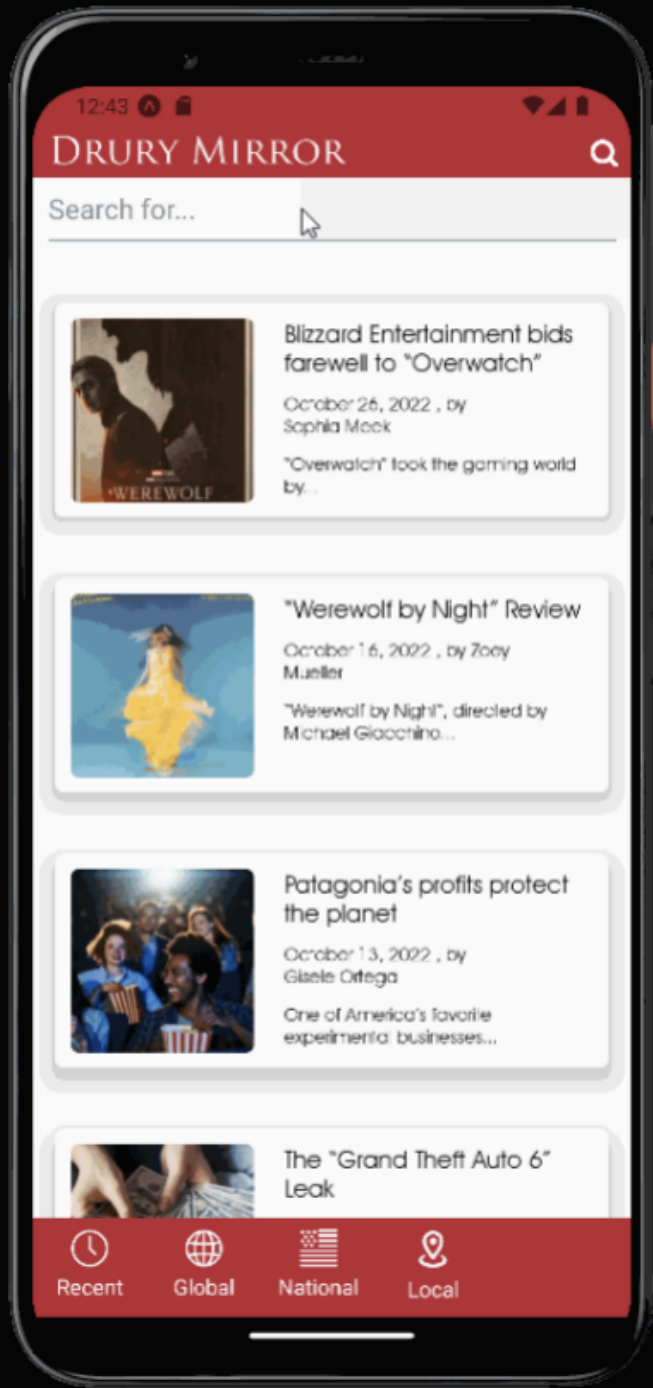 12:43
DRURY MIRROR
Search for...
Blizzard Entertainment bids
farewell to “Overwatch”
October 26, 2022 , by
Sophia Meek
“Overwatch” took the gaming world
by...
WEREWOLF
“Werewolf by Night” Review
October 16, 2022 , by Zoey
Mueller
“Werewolf by Night”, directed by
Michael Giacchino...
Patagonia’s profits protect
the planet
October 13, 2022 , by
Gisele Ortega
One of America’s favorite
experimental businesses...
The “Grand Theft Auto 6”
Leak
Recent
Global
National
Local